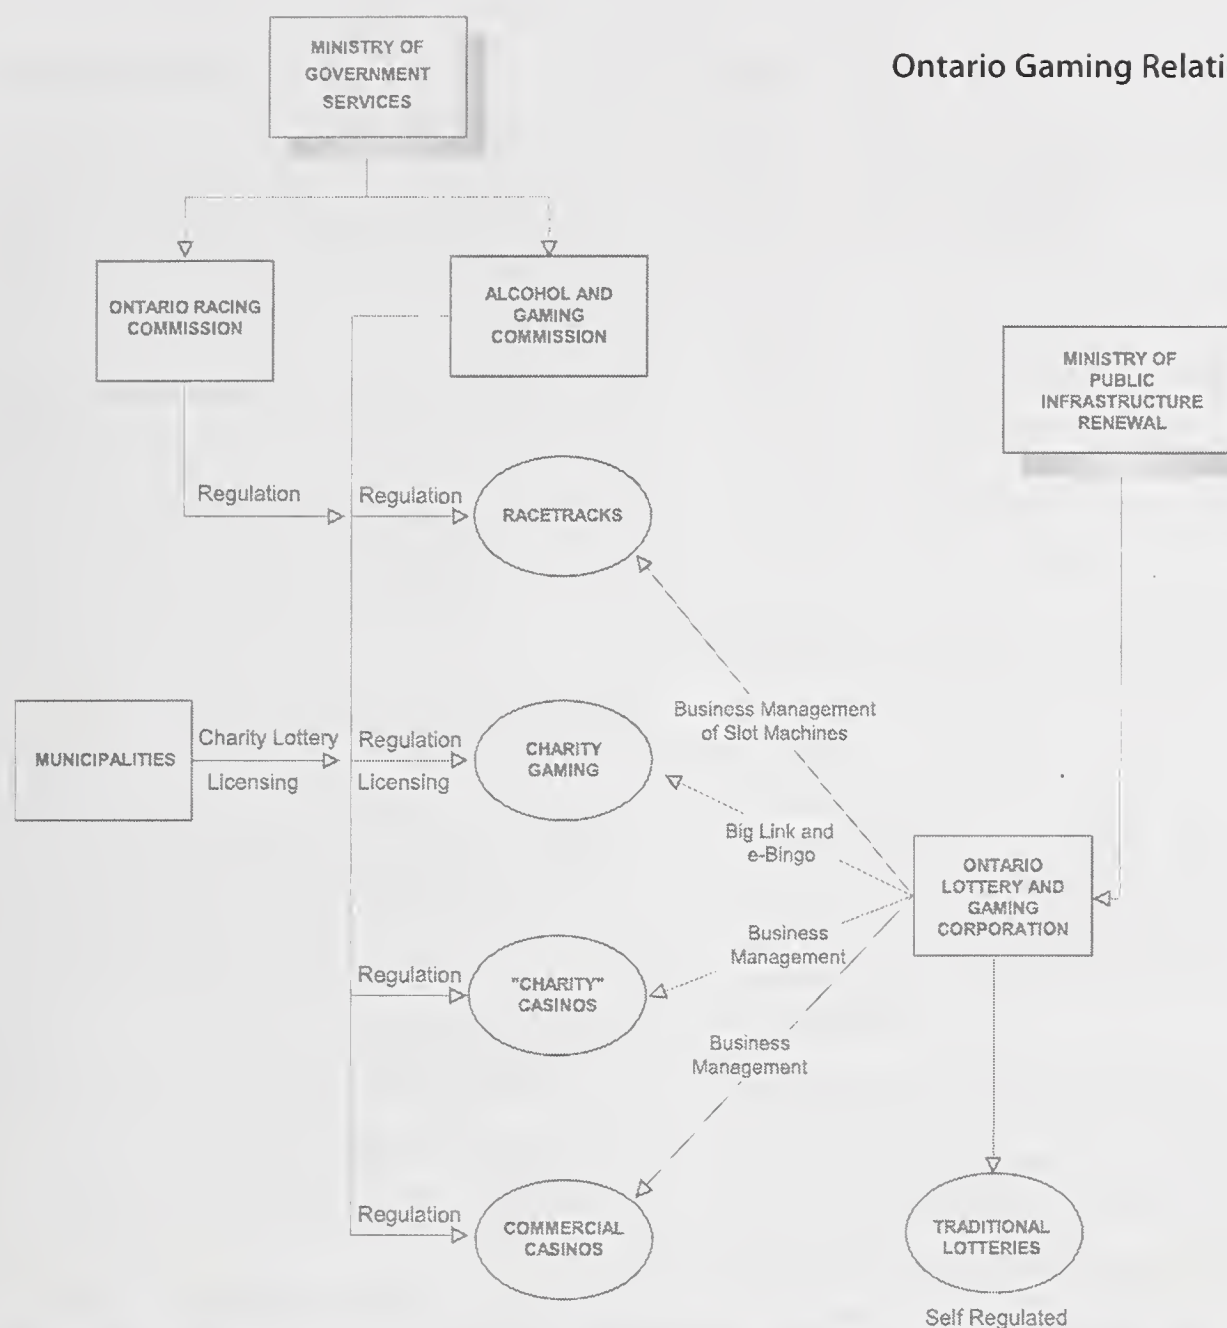 Ontario Gaming Relati
MINISTRY OF
GOVERNMENT
SERVICES
ONTARIO RACING
COMMISSION
ALCOHOL AND
GAMING
COMMISSION
MINISTRY OF
PUBLIC
INFRASTRUCTURE
RENEWAL
Regulation
Regulation
RACETRACKS
Business Management
of Slot Machines
MUNICIPALITIES
Charity Lottery
Licensing
Regulation
Licensing
CHARITY
GAMING
Big Link and
e-Bingo
ONTARIO
LOTTERY AND
GAMING
CORPORATION
Business
Management
Regulation
"CHARITY"
CASINOS
Business
Management
Regulation
COMMERCIAL
CASINOS
TRADITIONAL
LOTTERIES
Self Regulated